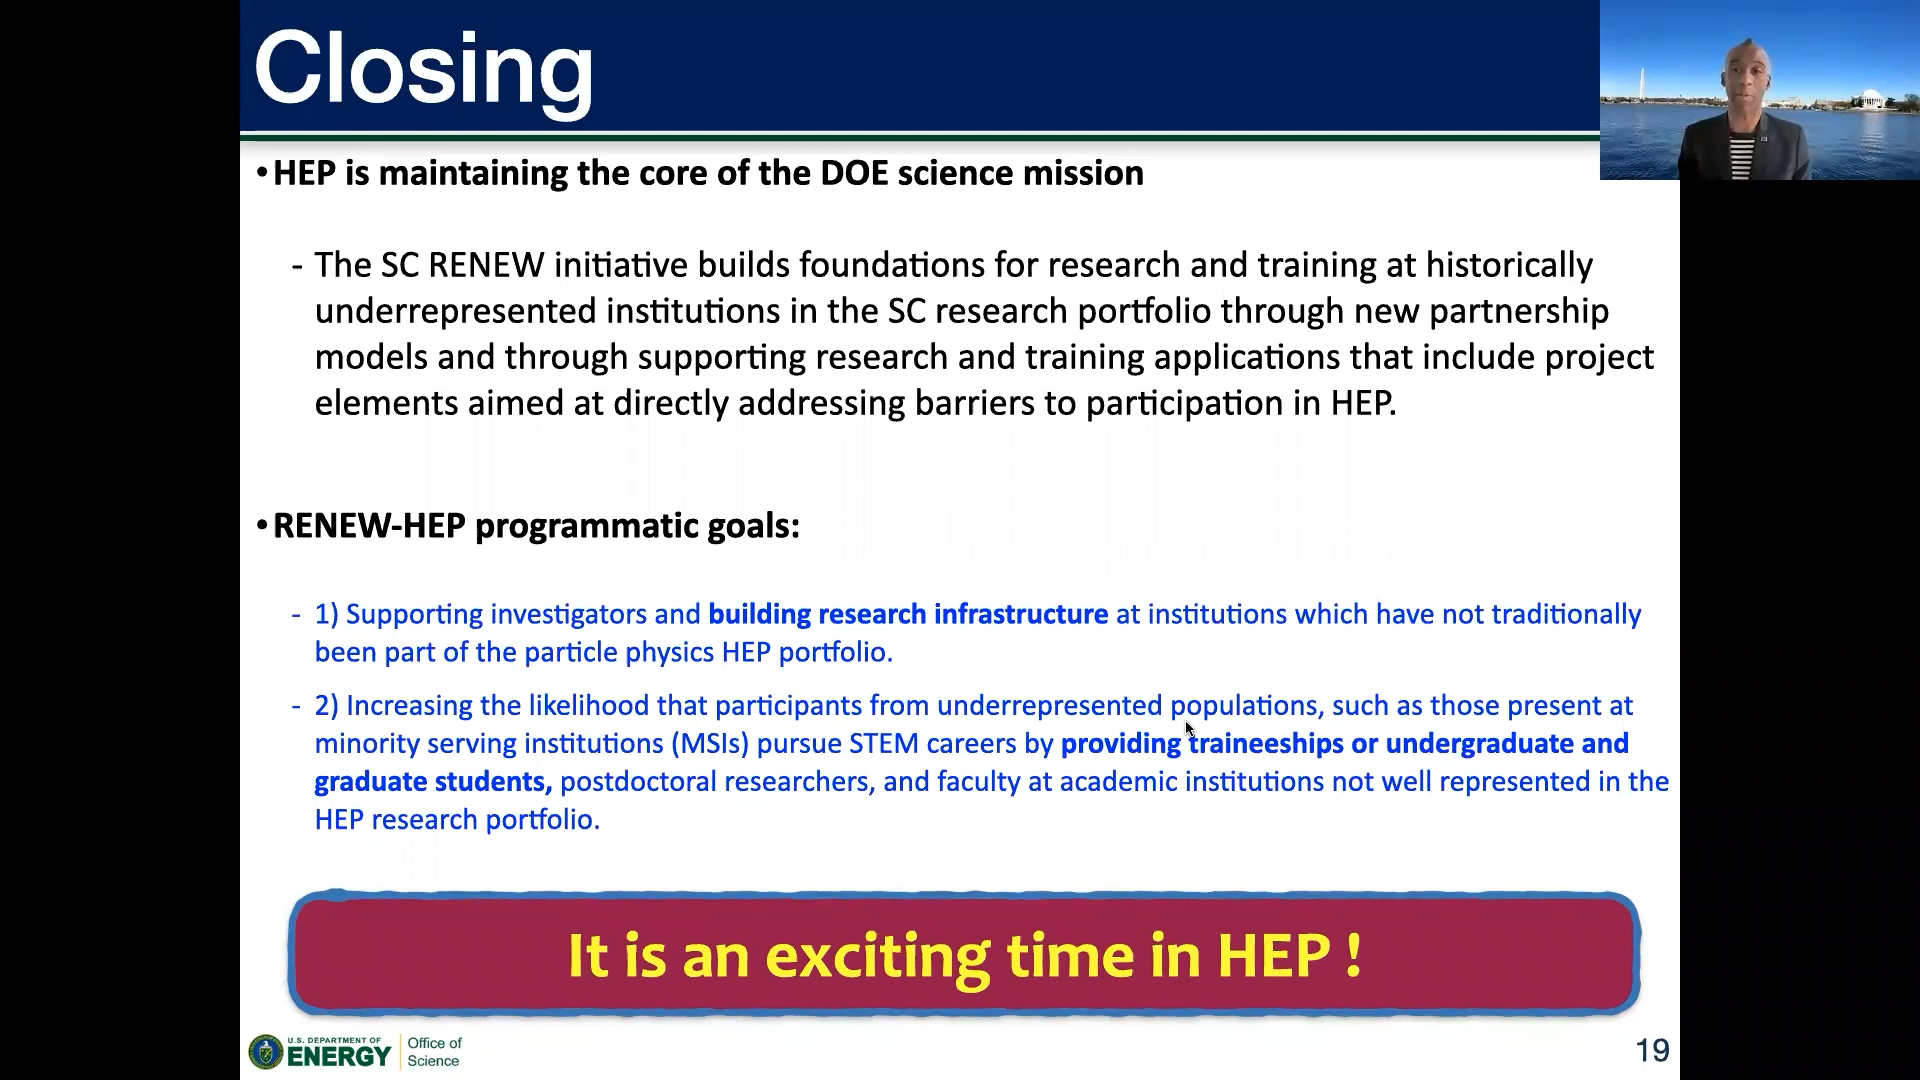 Closing
•HEP is maintaining the core of the DOE science mission
- The SC RENEW initiative builds foundations for research and training at historically
underrepresented institutions in the SC research portfolio through new partnership
models and through supporting research and training applications that include project
elements aimed at directly addressing barriers to participation in HEP.
•RENEW-HEP programmatic goals:
- 1) Supporting investigators and building research infrastructure at institutions which have not traditionally
been part of the particle physics HEP portfolio.
- 2) Increasing the likelihood that participants from underrepresented populations, such as those present at
minority serving institutions (MSIs) pursue STEM careers by providing traineeships or undergraduate and
graduate students, postdoctoral researchers, and faculty at academic institutions not well represented in the
HEP research portfolio.
It is an exciting time in HEP !
U.S. DEPARTMENT OF
ENERGY
Office of
Science
19